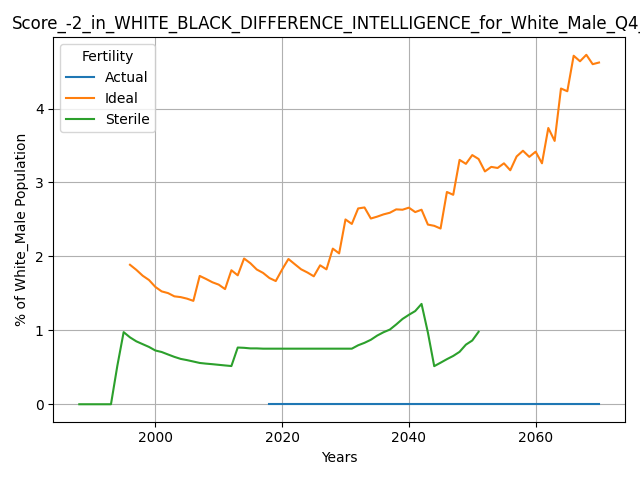 Score_-2_in_WHITE_BLACK_DIFFERENCE_INTELLIGENCE_for_White_Male_Q4_
Fertility
Actual
Ideal
Sterile
% of White_Male Population
4
3
2
1
0
2000 2020 2040 2060
Years